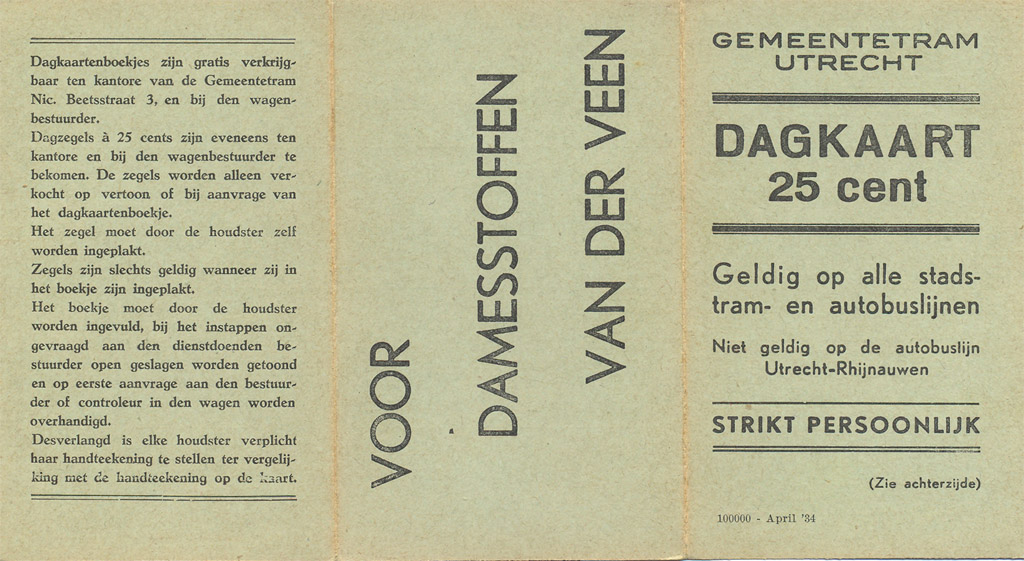 Dagkaartenboekjes zijn gratis verkrijg-
baar ten kantore van de Gemeentetram
Nic. Beetsstraat 3, en bij den wagen-
bestuurder.
Dagzegels à 25 cents zijn eveneens ten
kantore en bij den wagenbestuurder te
bekomen. De zegels worden alleen ver-
kocht op vertoon of bij aanvrage van
het dagkaartenboekje.
Het zegel moet door de houdster zelf
worden ingeplakt.
Zegels zijn slechts geldig wanneer zij in
het boekje zijn ingeplakt.
Het boekje moet door de houdster
worden ingevuld, bij het instappen on-
gevraagd aan den dienstdoenden be-
stuurder open geslagen worden getoond
en op eerste aanvrage aan den bestuur-
der of controleur in den wagen worden
overhandigd.
Desverlangd is elke houdster verplicht
haar handteekening te stellen ter vergelij-
king met de handteekening op de kaart.
VOOR
DAMESSTOFFEN
VAN DER VEEN
GEMEENTETRAM
UTRECHT
DAGKAART
25 cent
Geldig op alle stads-
tram- en autobuslijnen
Niet geldig op de autobuslijn
Utrecht-Rhijnauwen
STRIKT PERSOONLIJK
(Zie achterzijde)
100000 - April '34